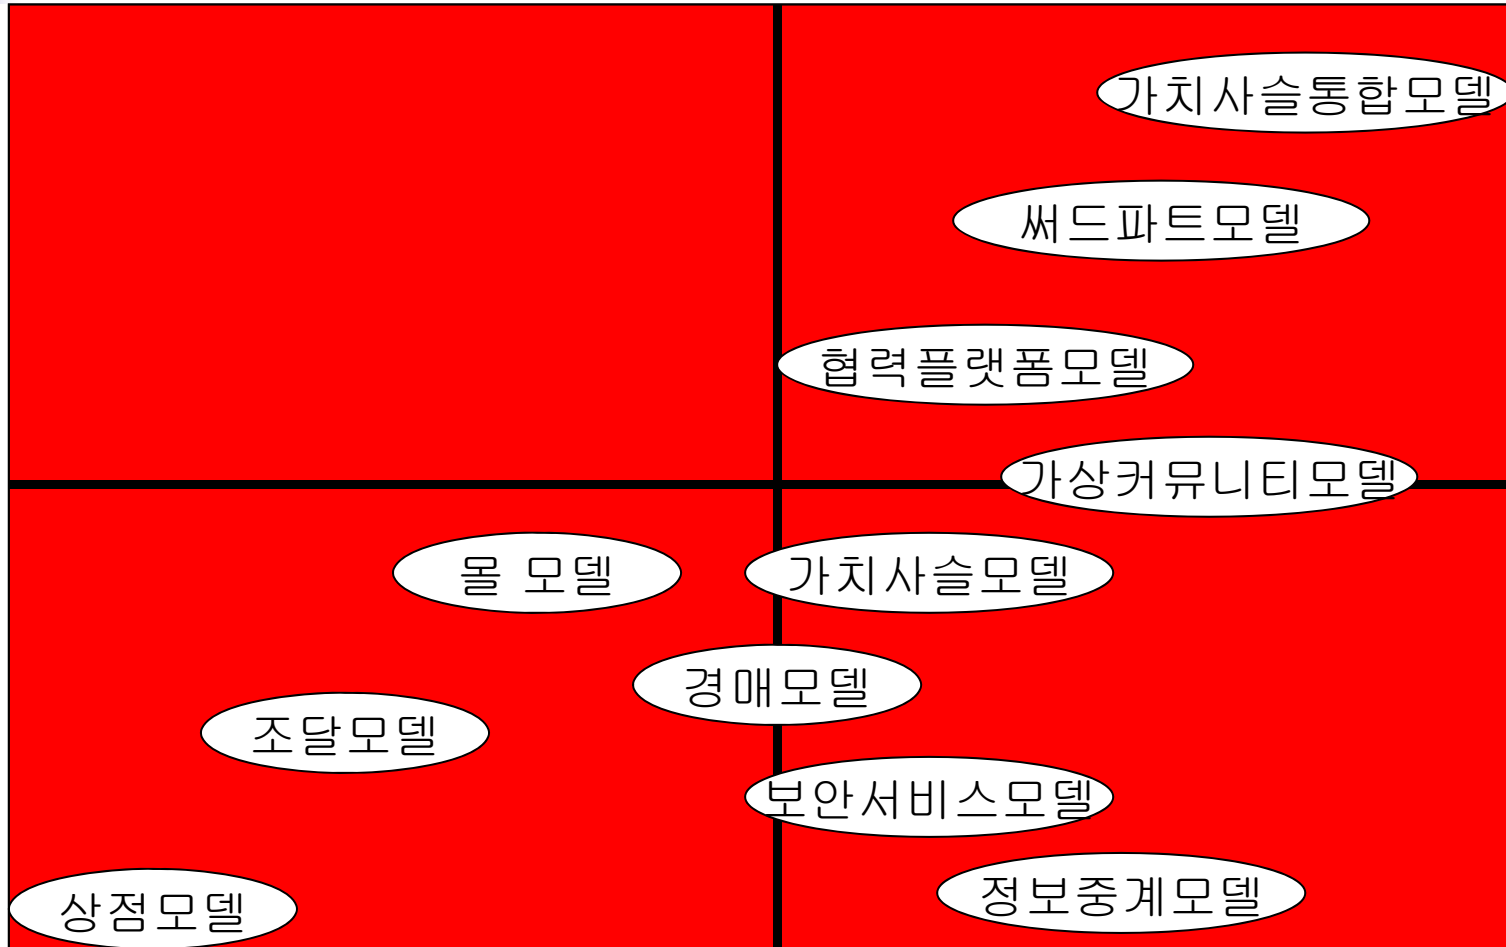 가치사슬통합모델
써드파트모델
협력플랫폼모델
가상커뮤니티모델
몰 모델
가치사슬모델
경매모델
조달모델
보안서비스모델
정보중계모델
상점모델